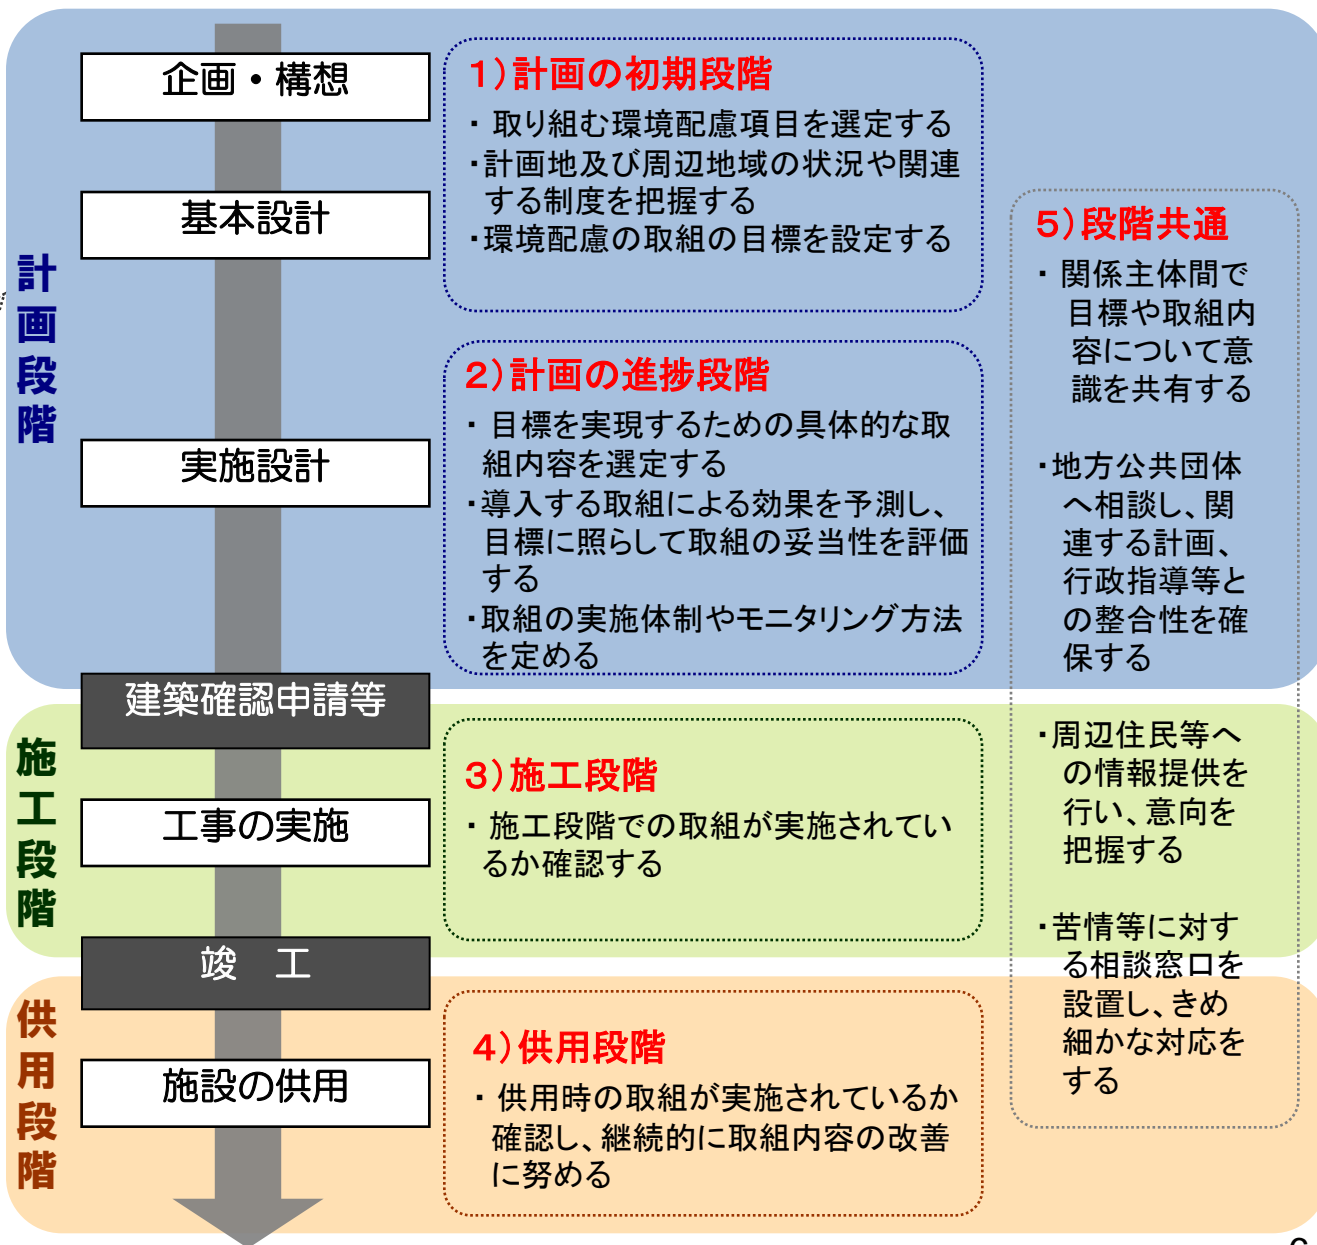 計画段階
企画・構想
基本設計
実施設計
建築確認申請等
1）計画の初期段階
・ 取り組む環境配慮項目を選定する
・計画地及び周辺地域の状況や関連
する制度を把握する
・環境配慮の取組の目標を設定する
2）計画の進捗段階
・ 目標を実現するための具体的な取
組内容を選定する
・導入する取組による効果を予測し、
目標に照らして取組の妥当性を評価
する
・取組の実施体制やモニタリング方法
を定める
施工段階
工事の実施
竣　工
3）施工段階
・ 施工段階での取組が実施されてい
るか確認する
供用段階
施設の供用
4）供用段階
・ 供用時の取組が実施されているか
確認し、継続的に取組内容の改善
に努める
5）段階共通
・ 関係主体間で
目標や取組内
容について意
識を共有する
・地方公共団体
へ相談し、関
連する計画、
行政指導等と
の整合性を確
保する
・周辺住民等へ
の情報提供を
行い、意向を
把握する
・苦情等に対す
る相談窓口を
設置し、きめ
細かな対応を
する